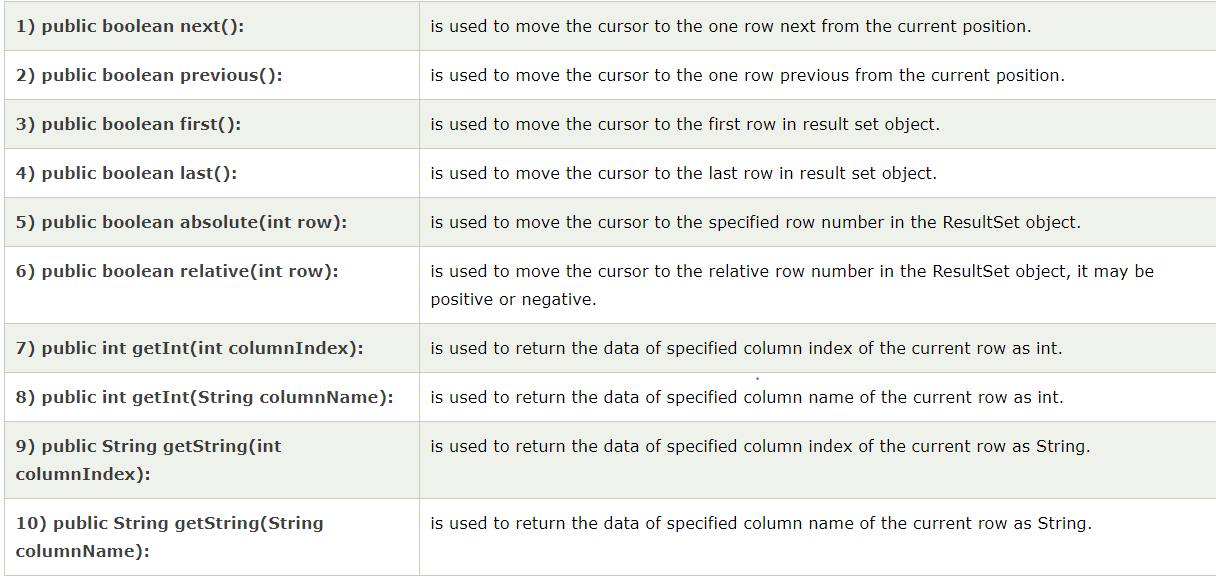 1) public boolean next():
is used to move the cursor to the one row next from the current position.
2) public boolean previous():
is used to move the cursor to the one row previous from the current position.
3) public boolean first():
is used to move the cursor to the first row in result set object.
4) public boolean last():
is used to move the cursor to the last row in result set object.
5) public boolean absolute(int row):
is used to move the cursor to the specified row number in the ResultSet object.
6) public boolean relative(int row):
is used to move the cursor to the relative row number in the ResultSet object, it may be
positive or negative.
7) public int getInt(int columnIndex):
is used to return the data of specified column index of the current row as int.
8) public int getInt(String columnName):
is used to return the data of specified column name of the current row as int.
9) public String getString(int
columnIndex):
is used to return the data of specified column index of the current row as String.
10) public String getString(String
columnName):
is used to return the data of specified column name of the current row as String.